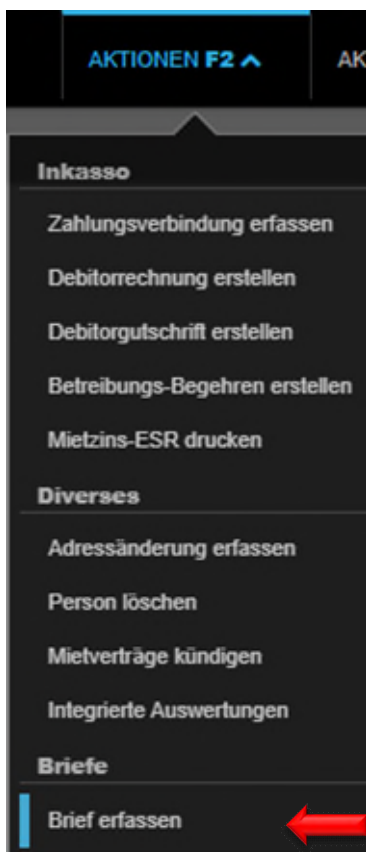 AKTIONEN F2 AK
Inkasso
Zahlungsverbindung erfassen
Debitorrechnung erstellen
Debitorgutschrift erstellen
Betreibungs-Begehren erstellen
Mietzins-ESR drucken
Diverses
Adressänderung erfassen
Person löschen
Mietverträge kündigen
Integrierte Auswertungen
Briefe
Brief erfassen